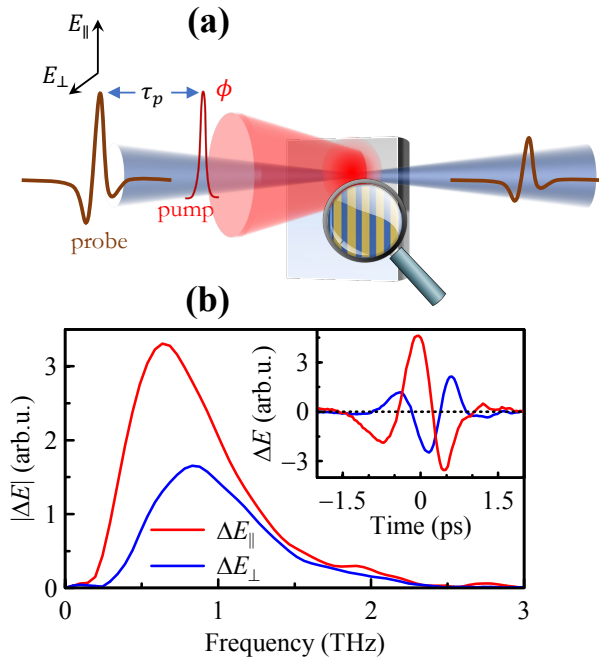 (a)
E∥
E⊥
τp
ϕ
pump
probe
(b)
|ΔE| (arb.u.)
3
2
1
0
0
1
2
3
Frequency (THz)
ΔE∥
ΔE⊥
ΔE (arb.u.)
3
0
−3
−1.5
0
1.5
Time (ps)